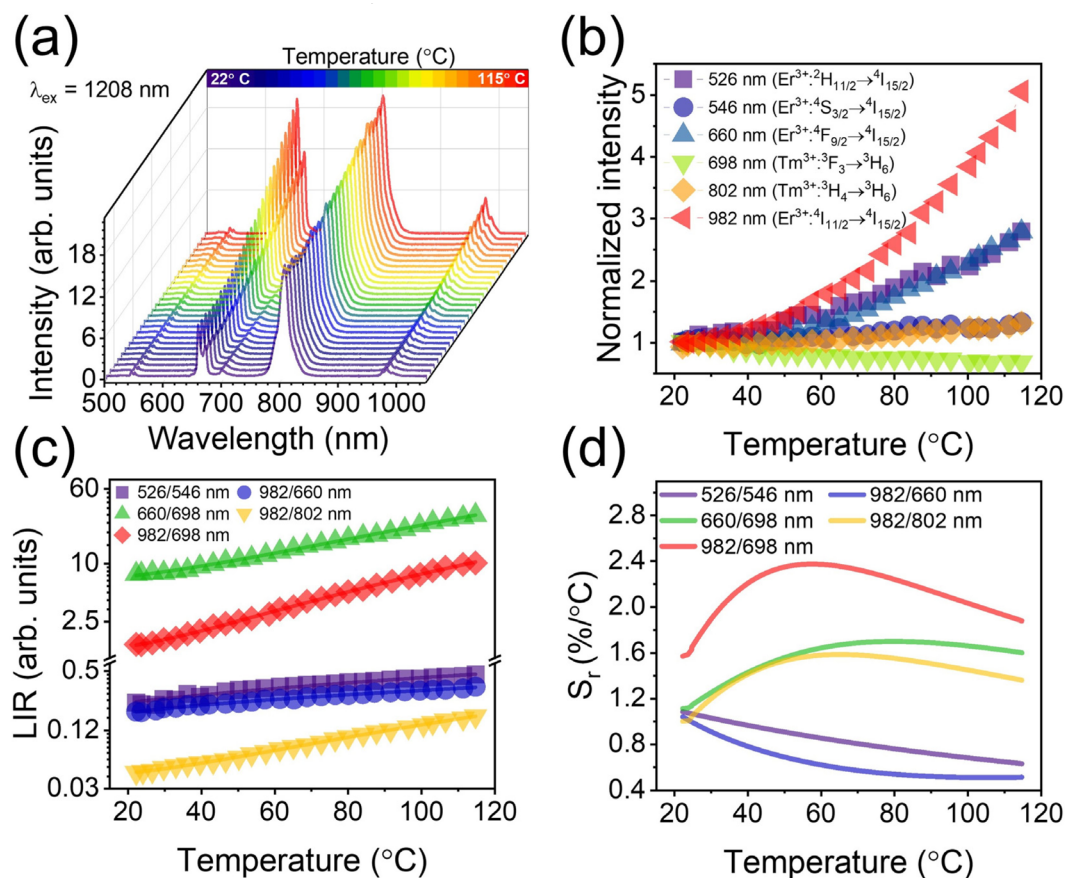 (a)
Temperature (°C)
22° C 115° C
λex = 1208 nm
Intensity (arb. units)
18
12
6
0
500 600 700 800 900 1000
Wavelength (nm)
(b)
526 nm (Er³⁺:²H₁₁/₂→⁴I₁₅/₂)
546 nm (Er³⁺:⁴S₃/₂→⁴I₁₅/₂)
660 nm (Er³⁺:⁴F₉/₂→⁴I₁₅/₂)
698 nm (Tm³⁺:³F₃→³H₆)
802 nm (Tm³⁺:³H₄→³H₆)
982 nm (Er³⁺:⁴I₁₁/₂→⁴I₁₅/₂)
Normalized intensity
5
4
3
2
1
20 40 60 80 100 120
Temperature (°C)
(c)
526/546 nm 982/660 nm
660/698 nm 982/802 nm
982/698 nm
LIR (arb. units)
60
10
2.5
0.5
0.12
0.03
20 40 60 80 100 120
Temperature (°C)
(d)
526/546 nm 982/660 nm
660/698 nm 982/802 nm
982/698 nm
Sr (%/°C)
2.8
2.4
2.0
1.6
1.2
0.8
0.4
20 40 60 80 100 120
Temperature (°C)